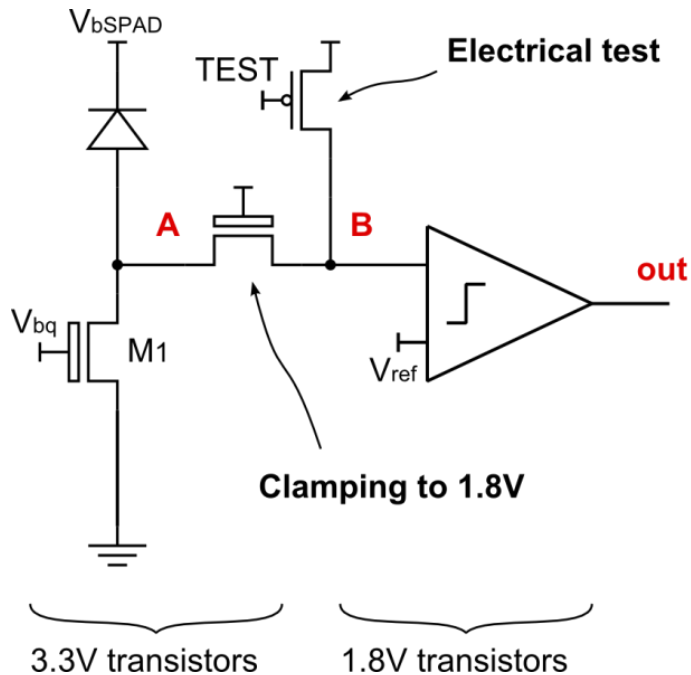 VbSPAD
TEST
Electrical test
A
B
out
Vbq
M1
Vref
Clamping to 1.8V
3.3V transistors
1.8V transistors